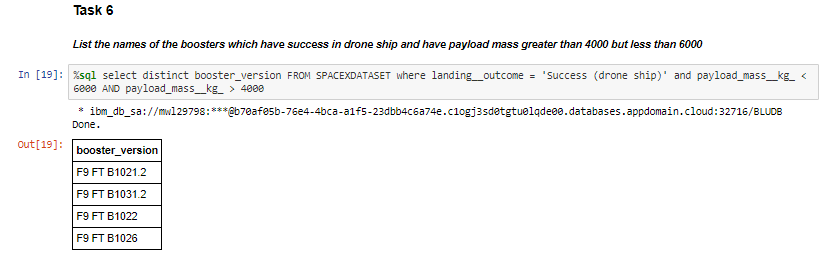 Task 6
List the names of the boosters which have success in drone ship and have payload mass greater than 4000 but less than 6000
In [19]: %sql select distinct booster_version FROM SPACEXDATASET where landing__outcome = 'Success (drone ship)' and payload_mass__kg_ <
6000 AND payload_mass__kg_ > 4000
* ibm_db_sa://mwl29798:***@b70af05b-76e4-4bca-a1f5-23dbb4c6a74e.c1ogj3sd0tgtu0lqde00.databases.appdomain.cloud:32716/BLUDB
Done.
Out[19]: booster_version
F9 FT B1021.2
F9 FT B1031.2
F9 FT B1022
F9 FT B1026